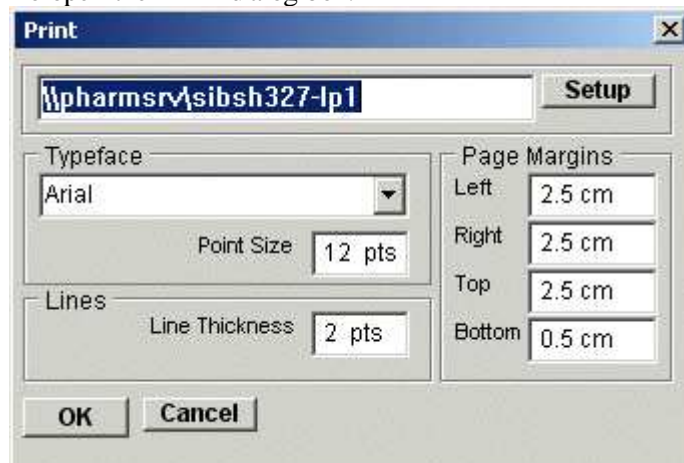 Print
\\pharmsrv\sibsh327-lp1
Setup
Typeface
Arial
Point Size 12 pts
Lines
Line Thickness 2 pts
Page Margins
Left 2.5 cm
Right 2.5 cm
Top 2.5 cm
Bottom 0.5 cm
OK Cancel